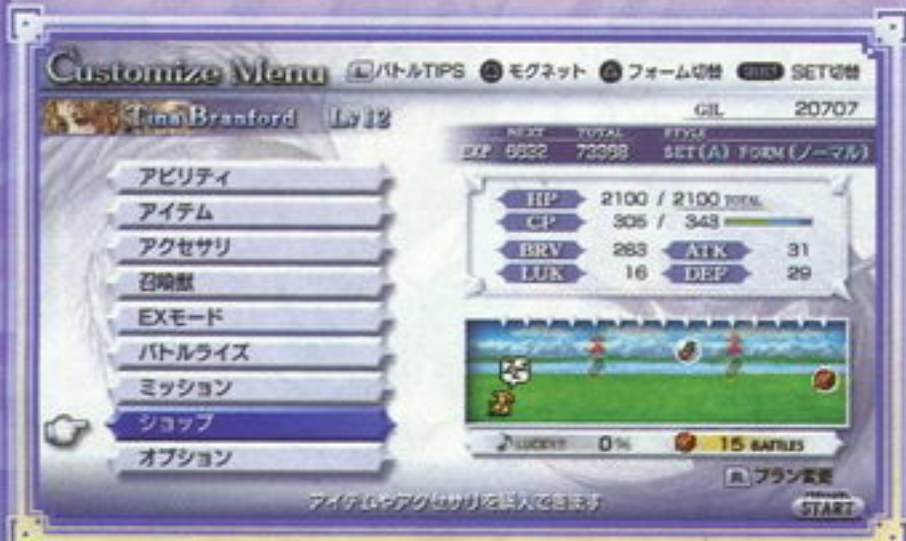 Customize Menu L バトルTIPS モグネット フォーム切替 SELECT SET切替
Tina Branford Lv 12
GIL 20707
NEXT TOTAL STYLE
EXP 6632 73368 SET(A) FORM(ノーマル)
アビリティ
アイテム
アクセサリ
召喚獣
EXモード
バトルライズ
ミッション
ショップ
オプション
HP 2100 / 2100 TOTAL
CP 305 / 343
BRV 263 ATK 31
LUK 16 DEF 29
LUCKY!! 0% 15 BATTLES
R プラン変更
START
アイテムやアクセサリを購入できます